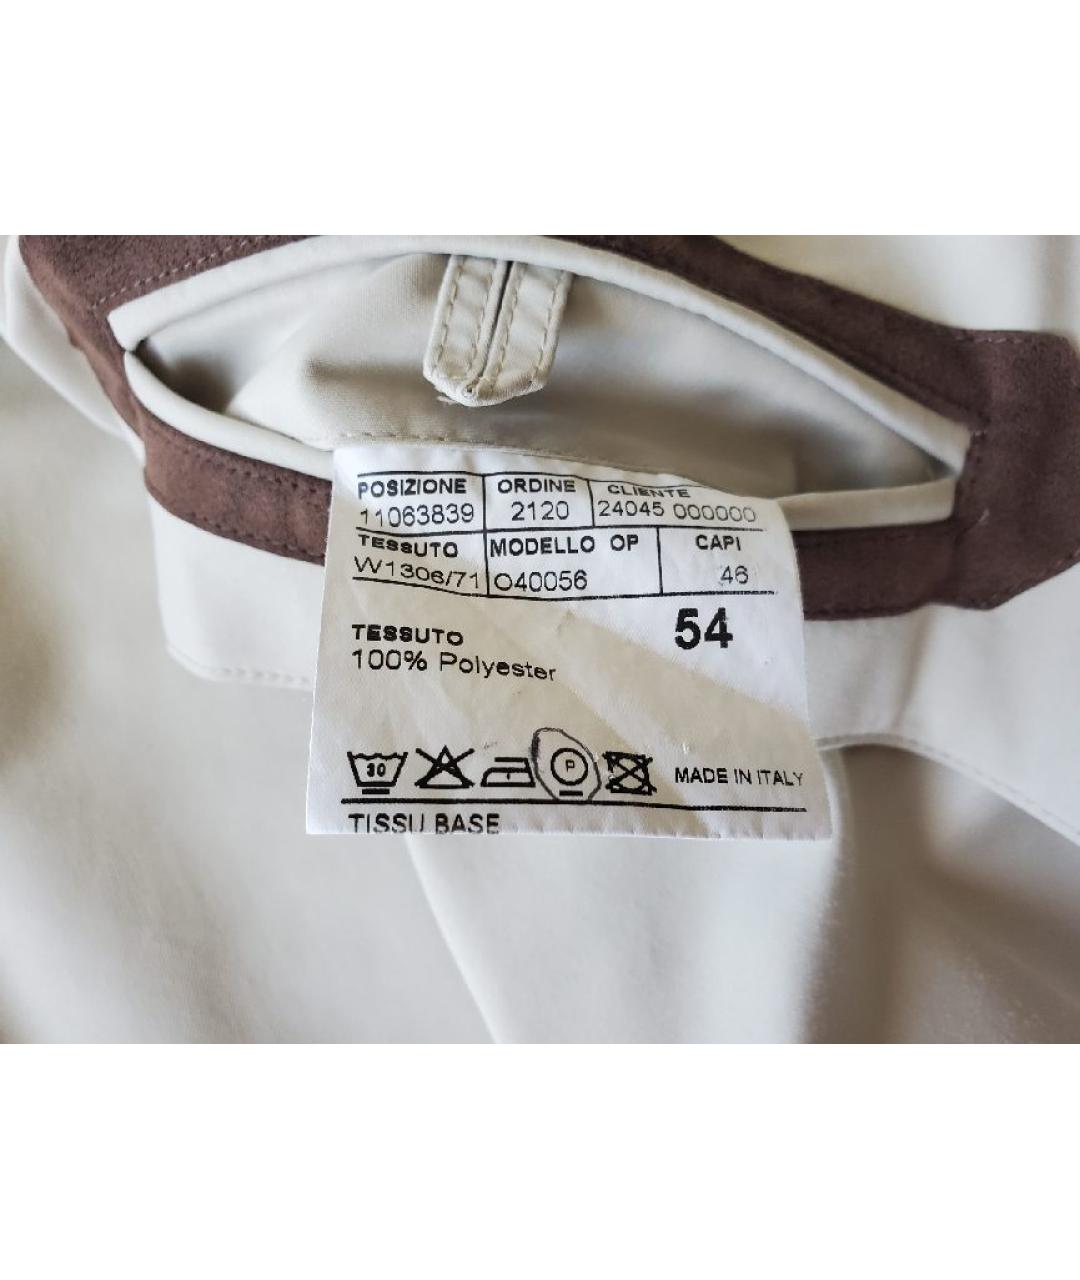 POSIZIONE ORDINE CLIENTE
11063839 2120 24045 000000
TESSUTO MODELLO OP CAPI
W1306/71 O40056 46
54
TESSUTO
100% Polyester
30 P MADE IN ITALY
TISSU BASE